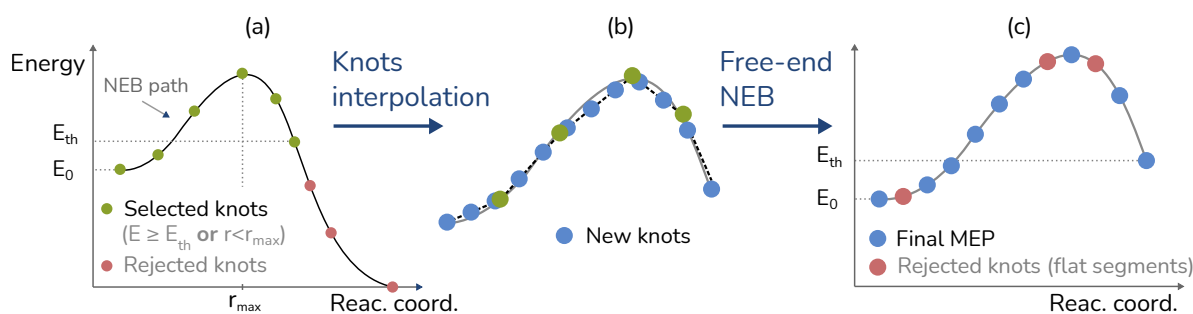 (a)
Energy
NEB path
E_th
E_0
Selected knots
(E ≥ E_th or r<r_max)
Rejected knots
r_max
Reac. coord.
Knots
interpolation
(b)
New knots
Free-end
NEB
(c)
E_th
E_0
Final MEP
Rejected knots (flat segments)
Reac. coord.